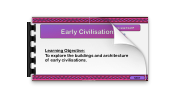 Early Civilisation
Learning Objective:
To explore the buildings and architecture
of early civilisations.